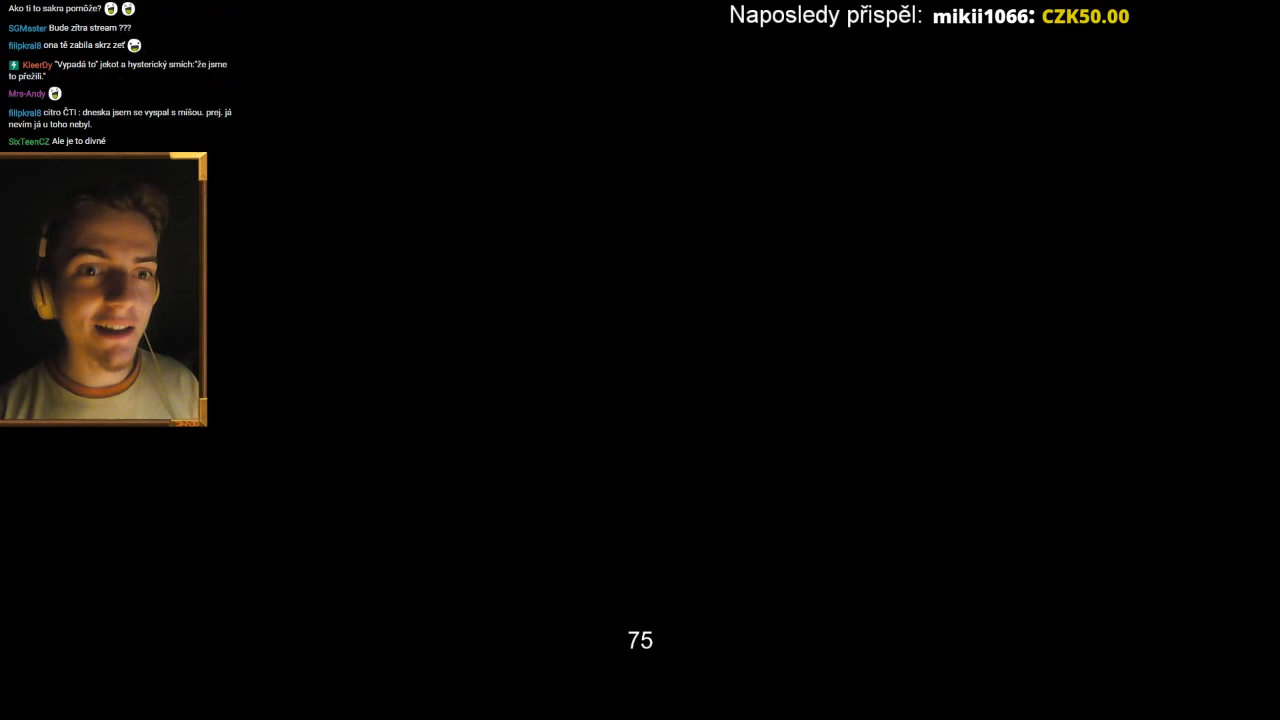 Ako ti to sakra pomôže?
SGMaster Bude zítra stream ???
filipkral8 ona tě zabila skrz zeť
KleerDy "Vypadá to" jekot a hysterický smích:"že jsme
to přežili."
Mrs-Andy
filipkral8 citro ČTI : dneska jsem se vyspal s mišou. prej. já
nevím já u toho nebyl.
SixTeenCZ Ale je to divné
Naposledy přispěl: mikii1066: CZK50.00
75